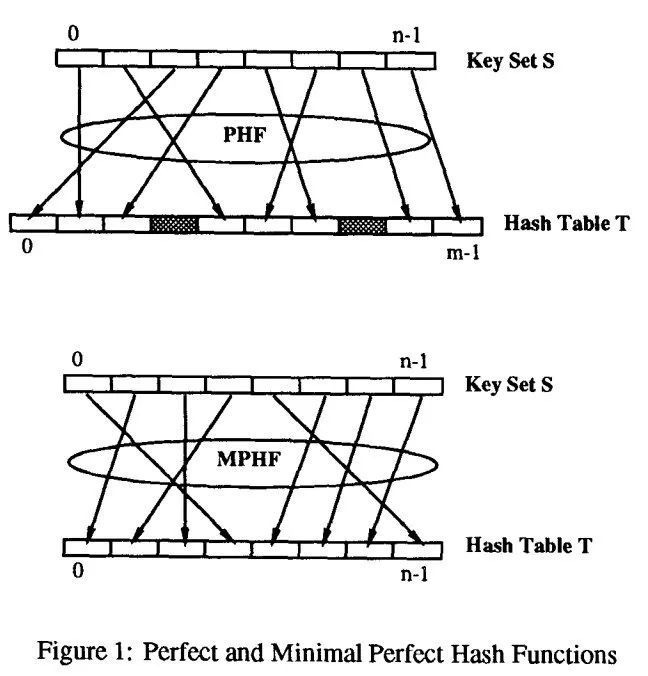 0 n-1
Key Set S
PHF
Hash Table T
0 m-1
0 n-1
Key Set S
MPHF
Hash Table T
0 n-1
Figure 1: Perfect and Minimal Perfect Hash Functions